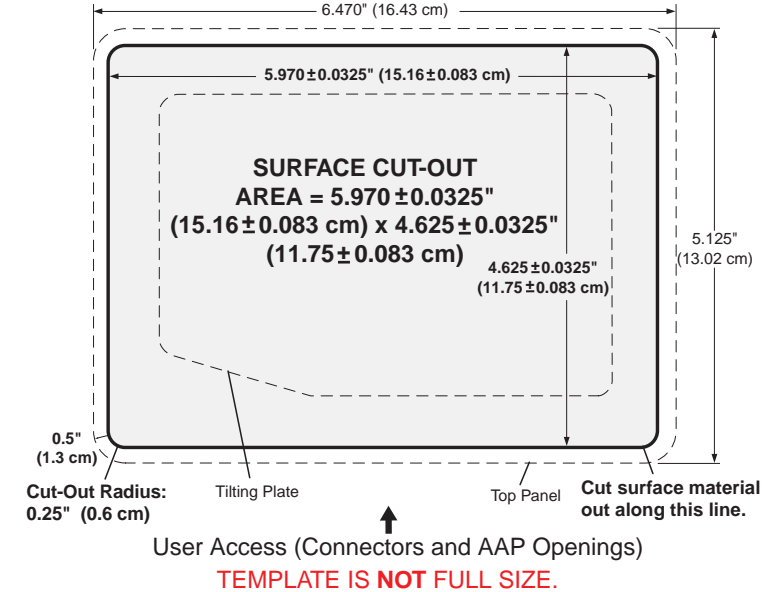 6.470" (16.43 cm)
5.970±0.0325" (15.16±0.083 cm)
SURFACE CUT-OUT
AREA = 5.970±0.0325"
(15.16±0.083 cm) x 4.625±0.0325"
(11.75±0.083 cm)
4.625±0.0325"
(11.75±0.083 cm)
5.125"
(13.02 cm)
0.5"
(1.3 cm)
Cut-Out Radius:
0.25" (0.6 cm)
Tilting Plate
Top Panel
Cut surface material
out along this line.
User Access (Connectors and AAP Openings)
TEMPLATE IS NOT FULL SIZE.